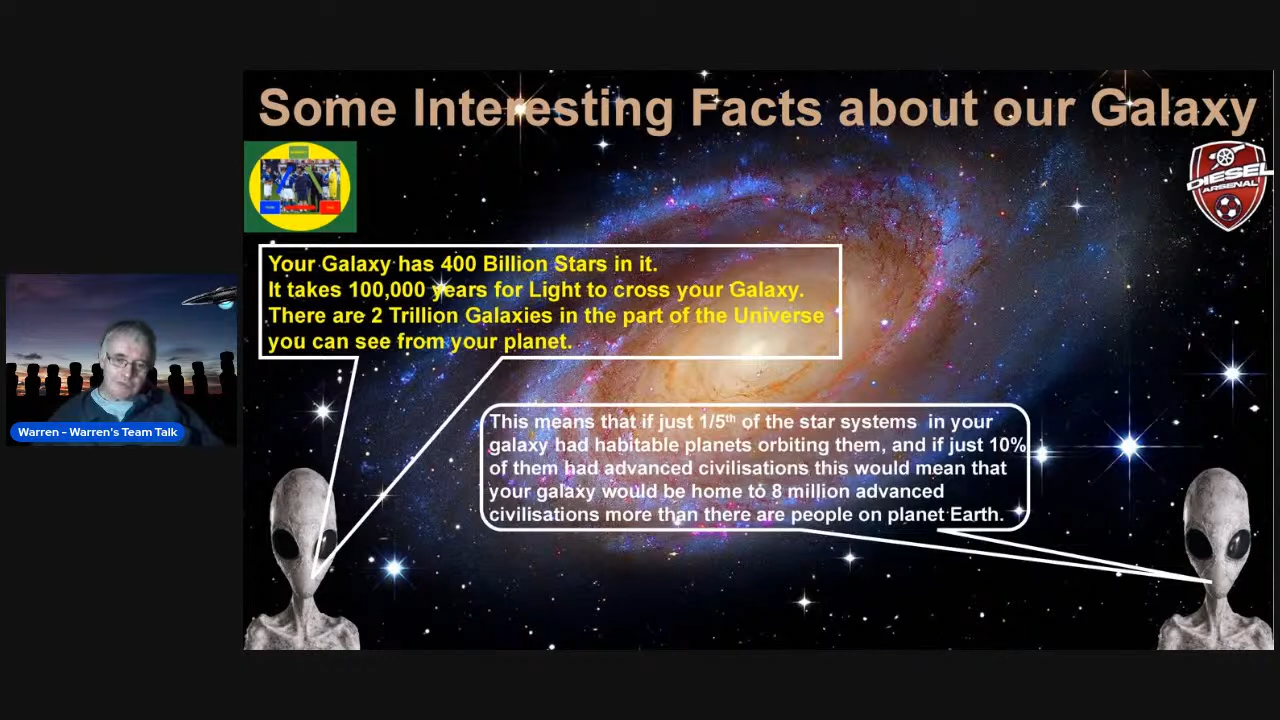 Some Interesting Facts about our Galaxy
DIESEL
ARSENAL
Your Galaxy has 400 Billion Stars in it.
It takes 100,000 years for Light to cross your Galaxy.
There are 2 Trillion Galaxies in the part of the Universe
you can see from your planet.
This means that if just 1/5th of the star systems in your
galaxy had habitable planets orbiting them, and if just 10%
of them had advanced civilisations this would mean that
your galaxy would be home to 8 million advanced
civilisations more than there are people on planet Earth.
Warren – Warren's Team Talk